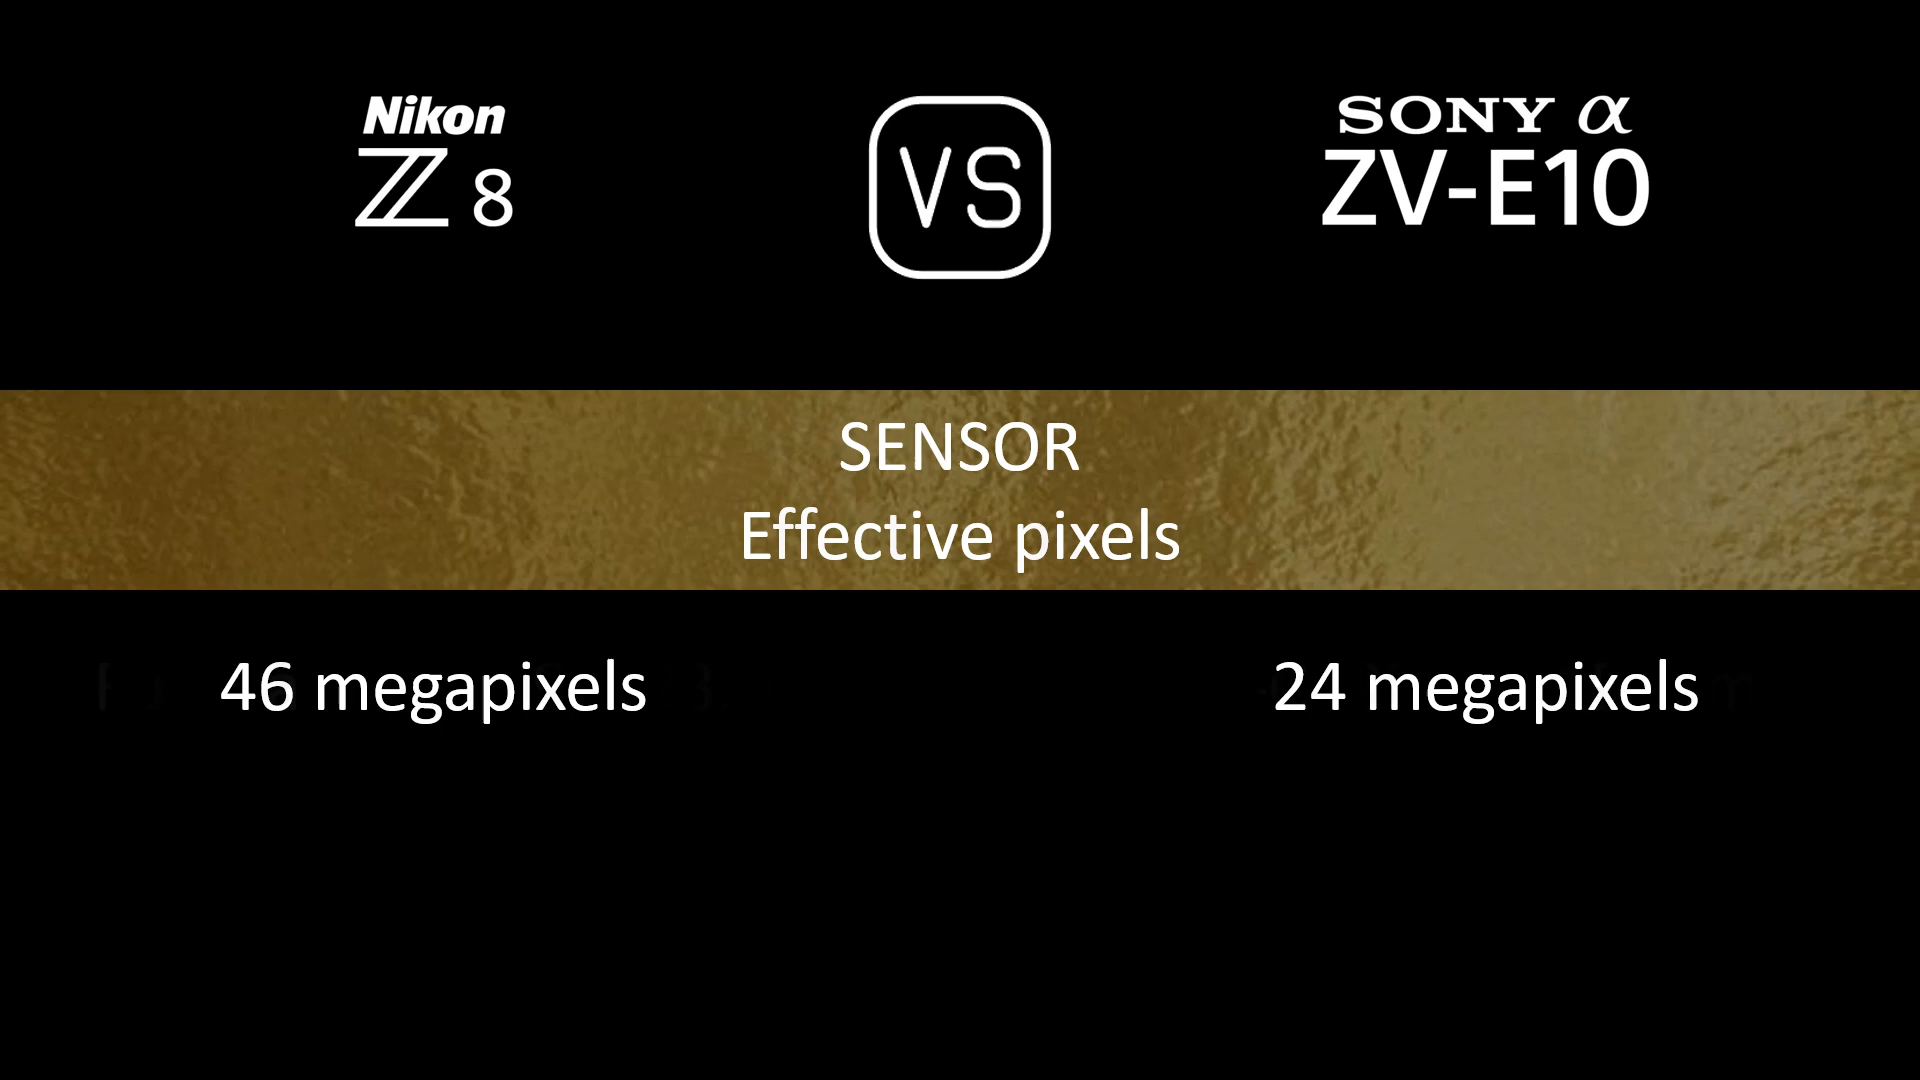 Nikon
Z 8
VS
SONY α
ZV-E10
SENSOR
Effective pixels
46 megapixels
24 megapixels